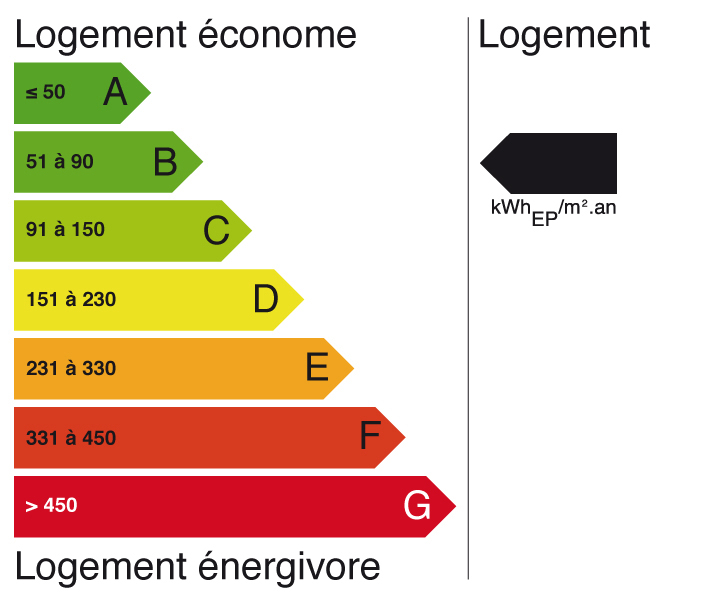 Logement économe
≤ 50 A
51 à 90 B
91 à 150 C
151 à 230 D
231 à 330 E
331 à 450 F
> 450 G
Logement énergivore
Logement
kWhEP/m².an